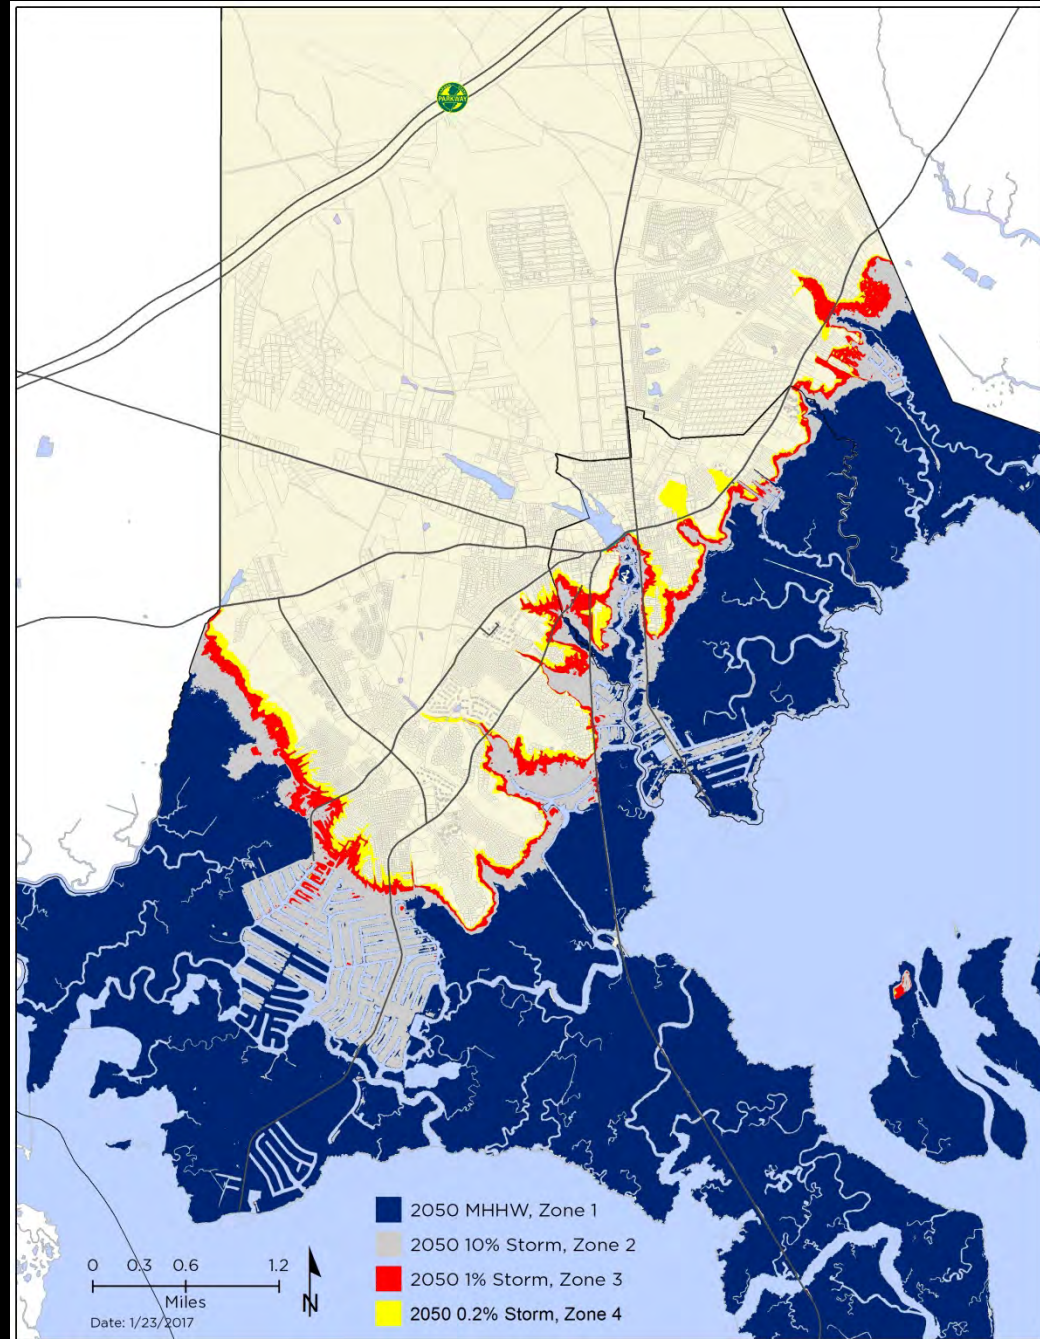 PARKWAY
2050 MHHW, Zone 1
2050 10% Storm, Zone 2
2050 1% Storm, Zone 3
2050 0.2% Storm, Zone 4
0 0.3 0.6 1.2
Miles
N
Date: 1/23/2017